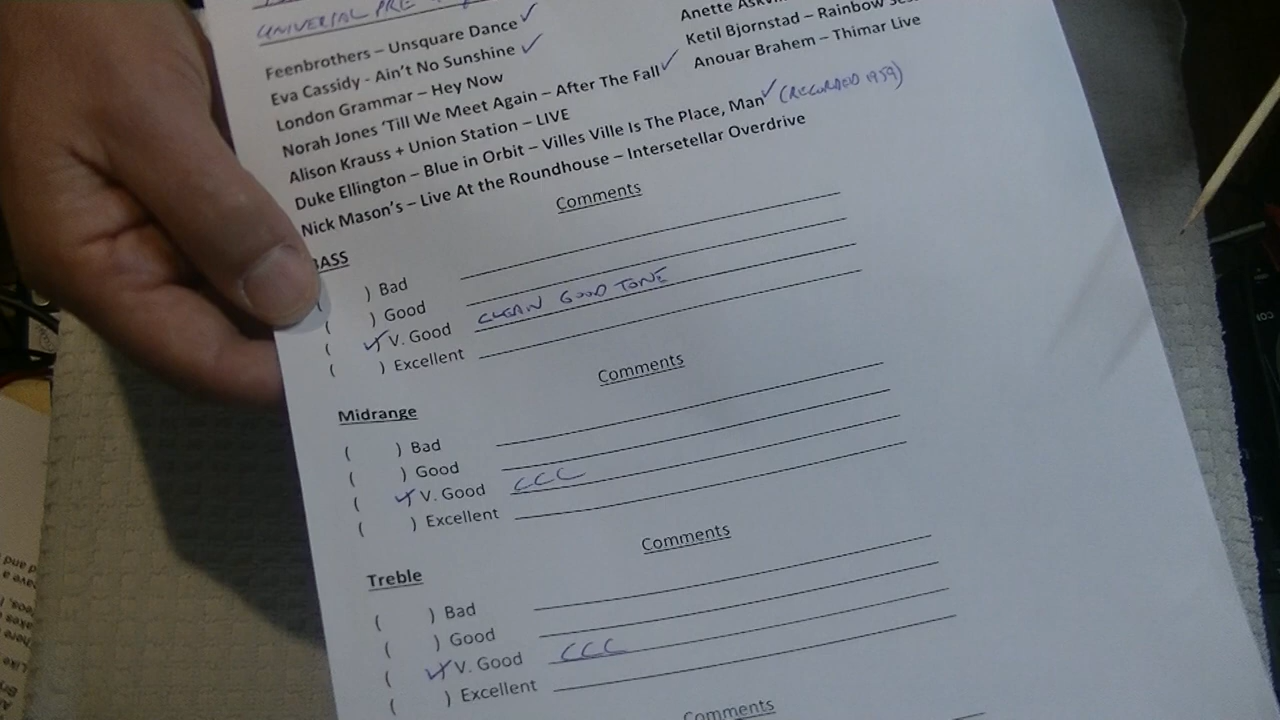 UNIVERSAL PRE
Feenbrothers – Unsquare Dance ✓
Eva Cassidy - Ain't No Sunshine ✓
London Grammar – Hey Now
Norah Jones 'Till We Meet Again – After The Fall ✓
Alison Krauss + Union Station – LIVE
Duke Ellington – Blue in Orbit – Villes Ville Is The Place, Man ✓ (RECORDED 1959)
Nick Mason's – Live At the Roundhouse – Intersetellar Overdrive
Anette
Ketil Bjornstad – Rainbow
Anouar Brahem – Thimar Live
Comments
BASS
( ) Bad
( ) Good
( ✓ ) V. Good CLEAN GOOD TONE
( ) Excellent
Comments
Midrange
( ) Bad
( ) Good
( ✓ ) V. Good CCC
( ) Excellent
Comments
Treble
( ) Bad
( ) Good
( ✓ ) V. Good CCC
( ) Excellent
Comments